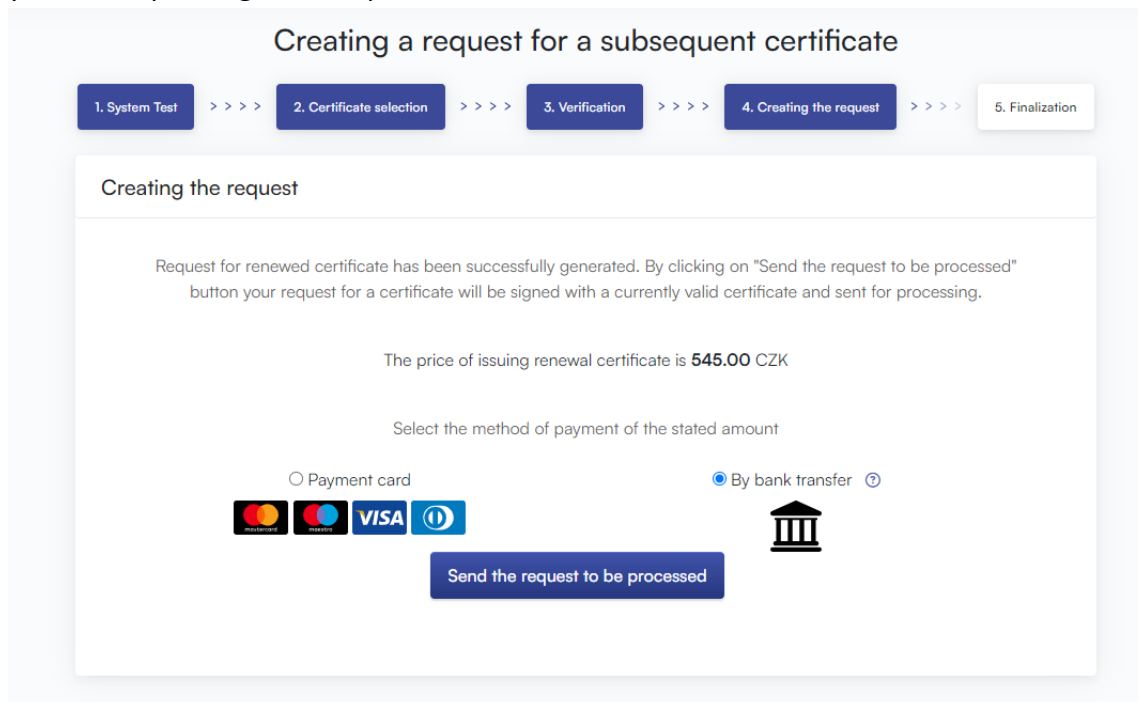 Creating a request for a subsequent certificate
1. System Test > > > > 2. Certificate selection > > > > 3. Verification > > > > 4. Creating the request > > > > 5. Finalization
Creating the request
Request for renewed certificate has been successfully generated. By clicking on "Send the request to be processed"
button your request for a certificate will be signed with a currently valid certificate and sent for processing.
The price of issuing renewal certificate is 545.00 CZK
Select the method of payment of the stated amount
Payment card By bank transfer ?
mastercard maestro VISA
Send the request to be processed